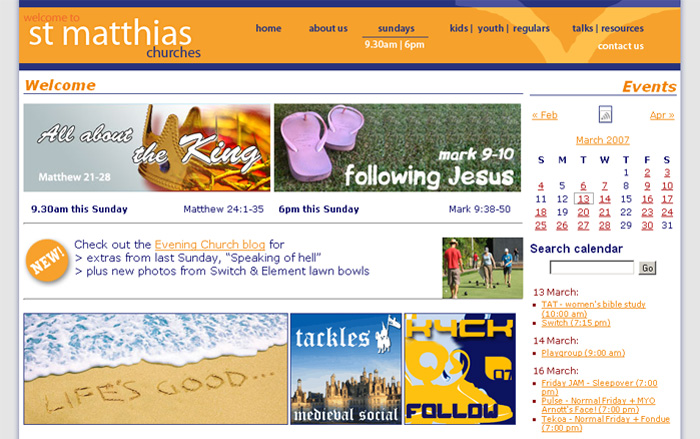 welcome to
st matthias
churches
home about us sundays kids | youth | regulars talks | resources
9.30am | 6pm contact us
Welcome
All about
the King
Matthew 21-28
mark 9-10
following Jesus
9.30am this Sunday Matthew 24:1-35 6pm this Sunday Mark 9:38-50
NEW!
Check out the Evening Church blog for
> extras from last Sunday, "Speaking of hell"
> plus new photos from Switch & Element lawn bowls
LIFE'S GOOD...
tackles
medieval social
KYCK
07
FOLLOW
Events
« Feb Apr »
March 2007
S M T W T F S
1 2 3
4 5 6 7 8 9 10
11 12 13 14 15 16 17
18 19 20 21 22 23 24
25 26 27 28 29 30 31
Search calendar
Go
13 March:
TAT - women's bible study
(10:00 am)
Switch (7:15 pm)
14 March:
Playgroup (9:00 am)
16 March:
Friday JAM - Sleepover (7:00
pm)
Pulse - Normal Friday + MYO
Arnott's Face! (7:00 pm)
Tekoa - Normal Friday + Fondue
(7:00 pm)